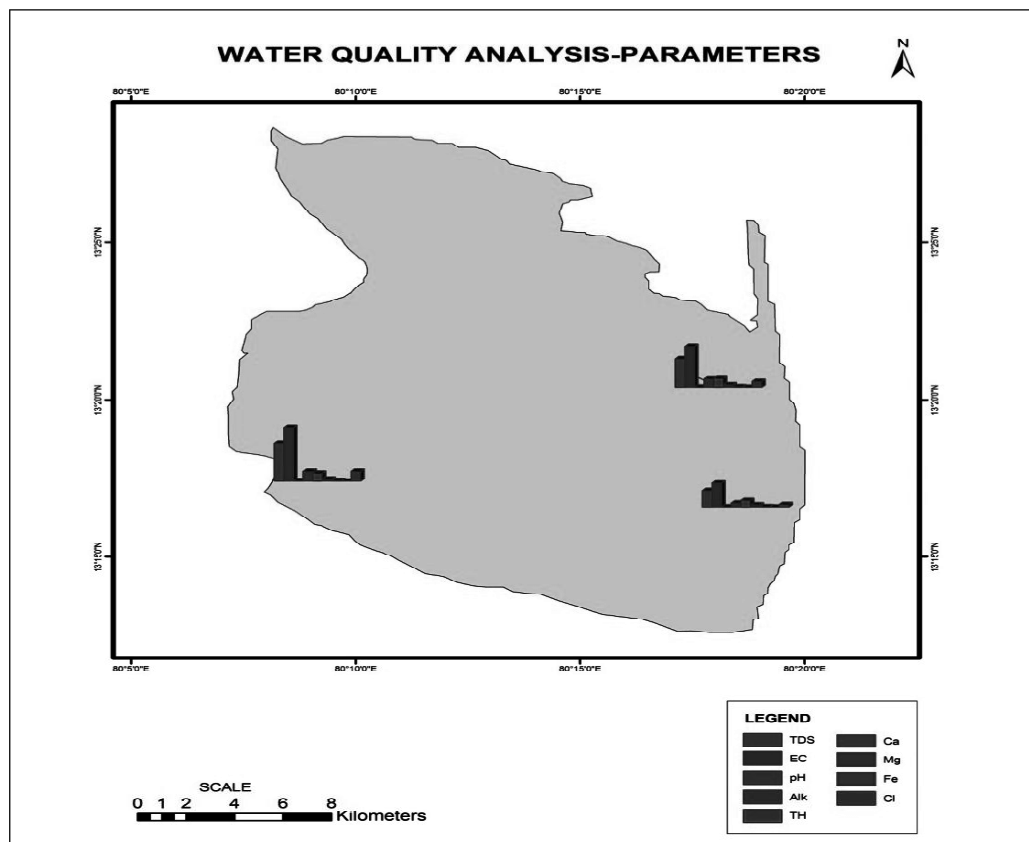 WATER QUALITY ANALYSIS-PARAMETERS
N
80°5'0"E 80°10'0"E 80°15'0"E 80°20'0"E
13°25'0"N 13°25'0"N
13°20'0"N 13°20'0"N
13°15'0"N 13°15'0"N
80°5'0"E 80°10'0"E 80°15'0"E 80°20'0"E
SCALE
0 1 2 4 6 8
Kilometers
LEGEND
TDS
EC
pH
Alk
TH
Ca
Mg
Fe
Cl